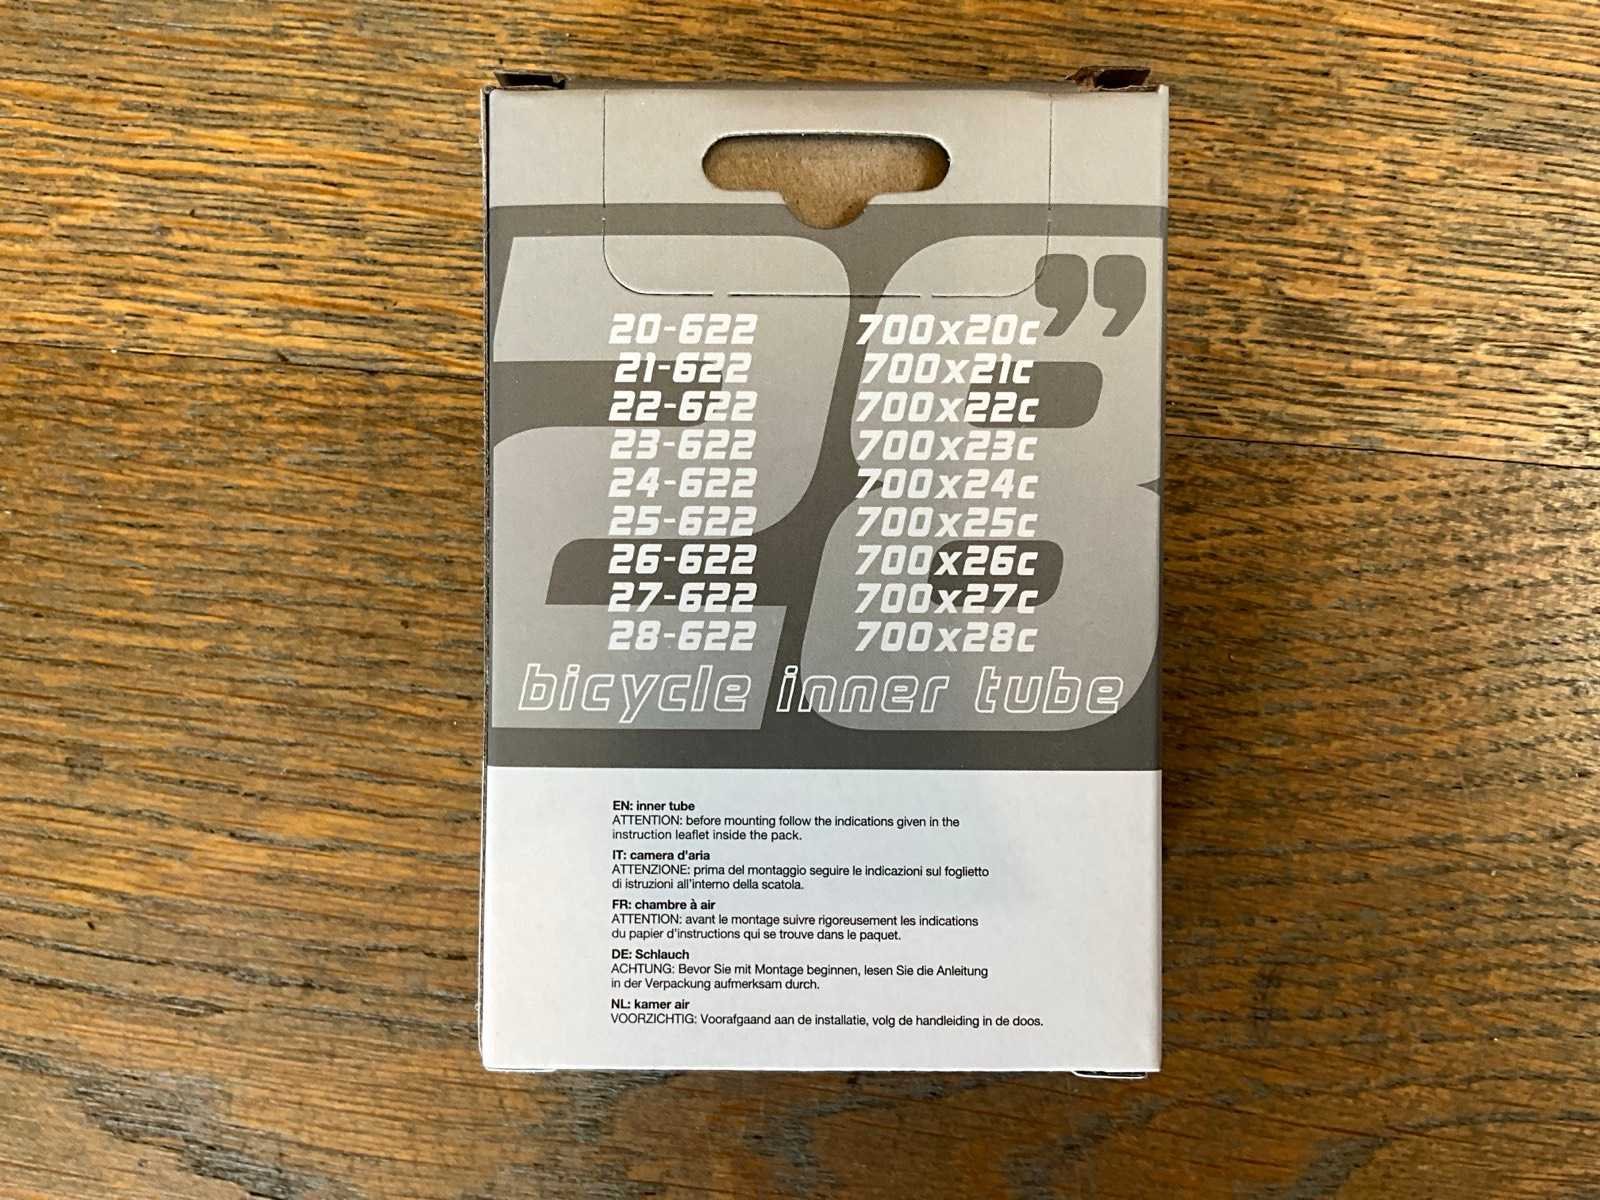 28”
20-622 700x20c
21-622 700x21c
22-622 700x22c
23-622 700x23c
24-622 700x24c
25-622 700x25c
26-622 700x26c
27-622 700x27c
28-622 700x28c
bicycle inner tube
EN: inner tube
ATTENTION: before mounting follow the indications given in the
instruction leaflet inside the pack.
IT: camera d'aria
ATTENZIONE: prima del montaggio seguire le indicazioni sul foglietto
di istruzioni all'interno della scatola.
FR: chambre à air
ATTENTION: avant le montage suivre rigoreusement les indications
du papier d'instructions qui se trouve dans le paquet.
DE: Schlauch
ACHTUNG: Bevor Sie mit Montage beginnen, lesen Sie die Anleitung
in der Verpackung aufmerksam durch.
NL: kamer air
VOORZICHTIG: Voorafgaand aan de installatie, volg de handleiding in de doos.